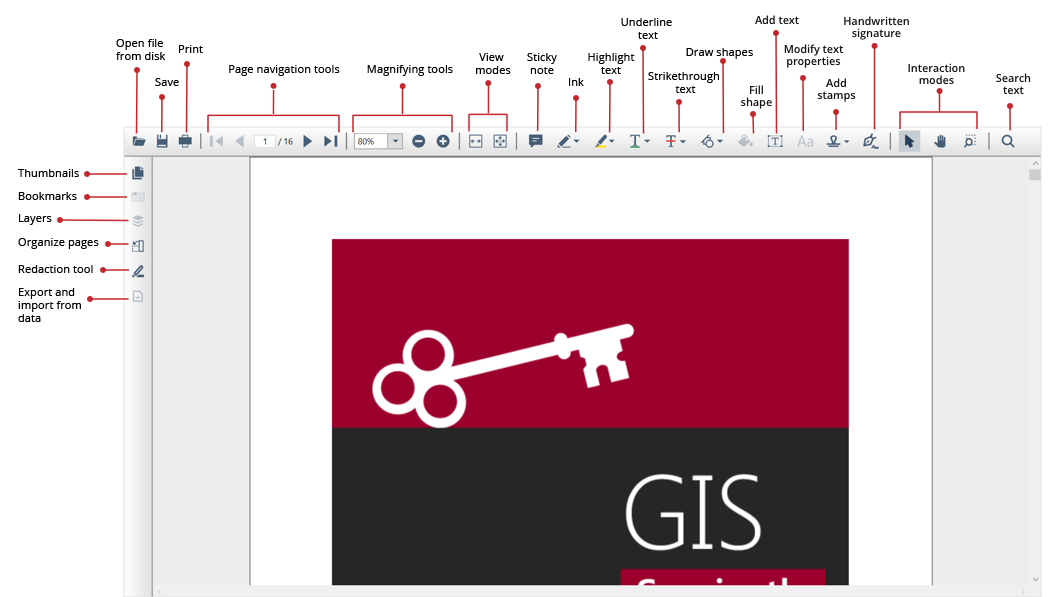 Open file
from disk
Print
Save
Page navigation tools
Magnifying tools
View
modes
Sticky
note
Ink
Highlight
text
Underline
text
Strikethrough
text
Draw shapes
Fill
shape
Add text
Modify text
properties
Add
stamps
Handwritten
signature
Interaction
modes
Search
text
1 / 16
80%
T
T
T
Aa
Thumbnails
Bookmarks
Layers
Organize pages
Redaction tool
Export and
import from
data
GIS